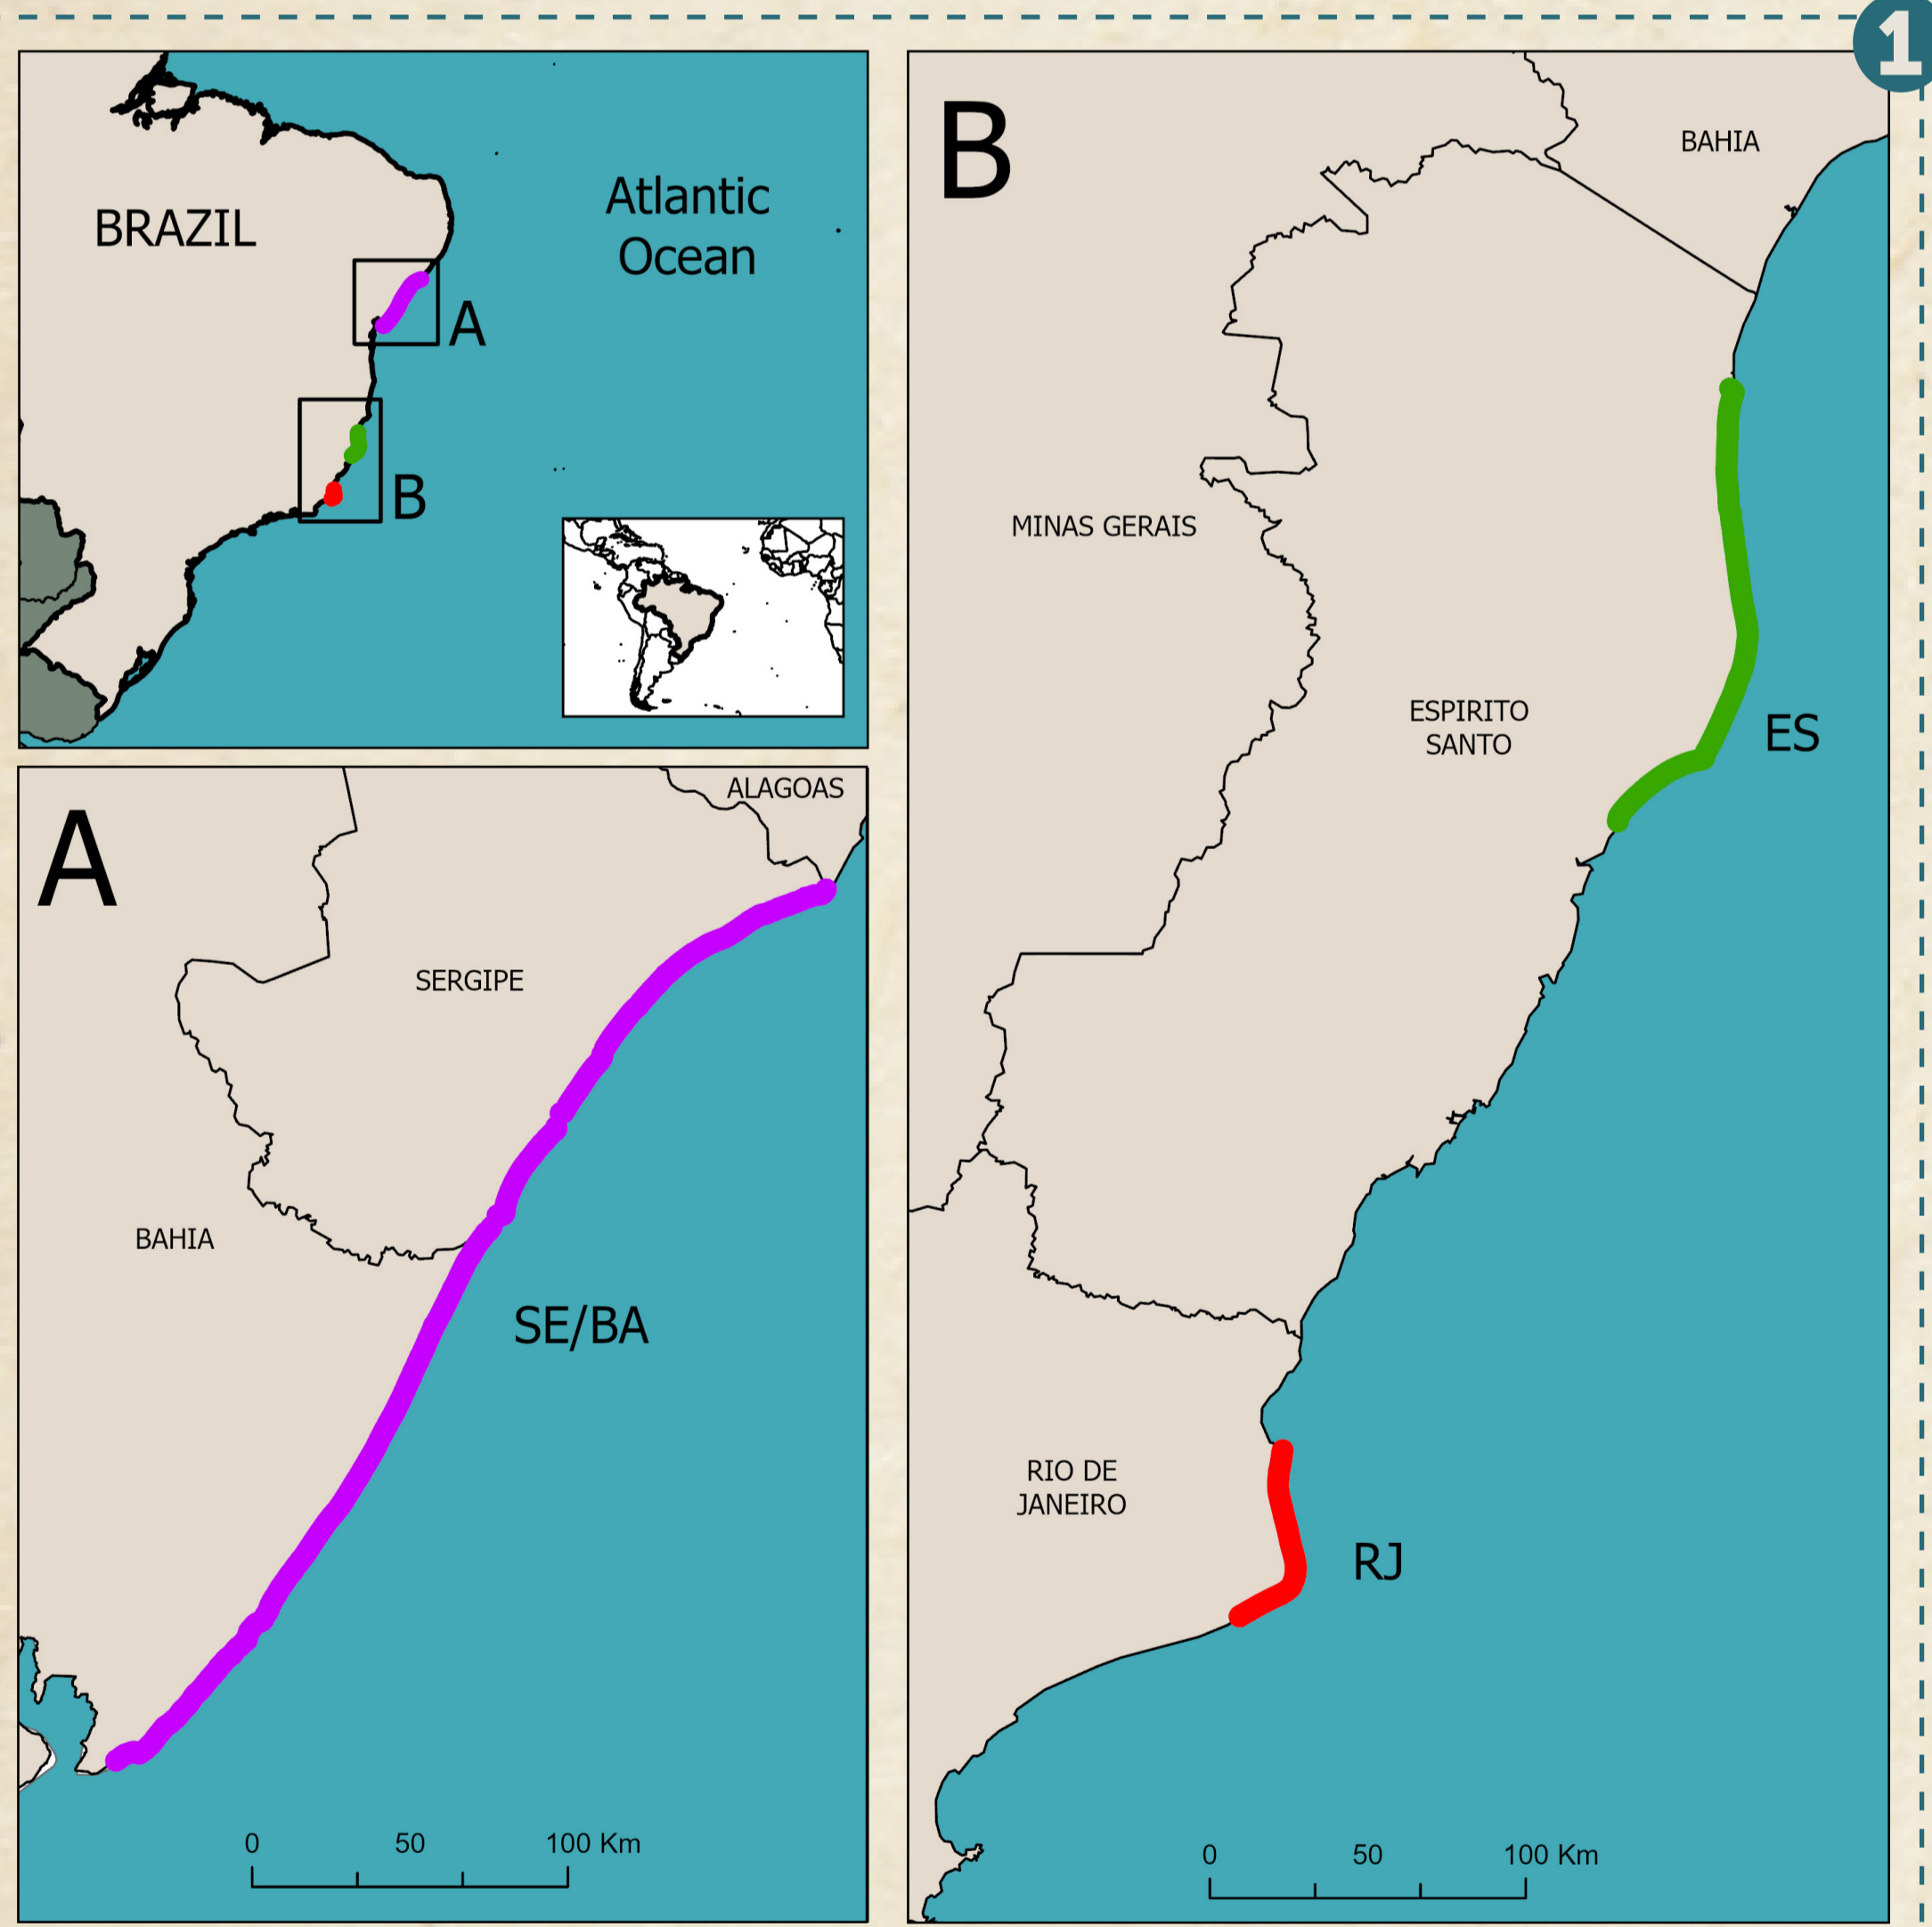 1
BRAZIL
Atlantic
Ocean
A
B
A
ALAGOAS
SERGIPE
BAHIA
SE/BA
0 50 100 Km
B
BAHIA
MINAS GERAIS
ESPIRITO
SANTO
ES
RIO DE
JANEIRO
RJ
0 50 100 Km